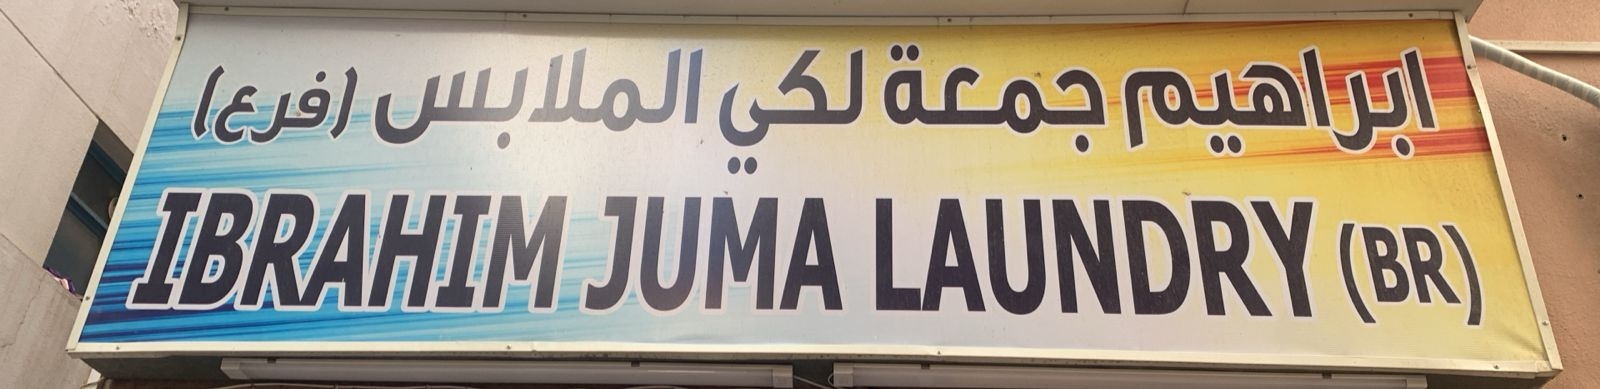 ابراهيم جمعة لكي الملابس (فرع)
IBRAHIM JUMA LAUNDRY (BR)